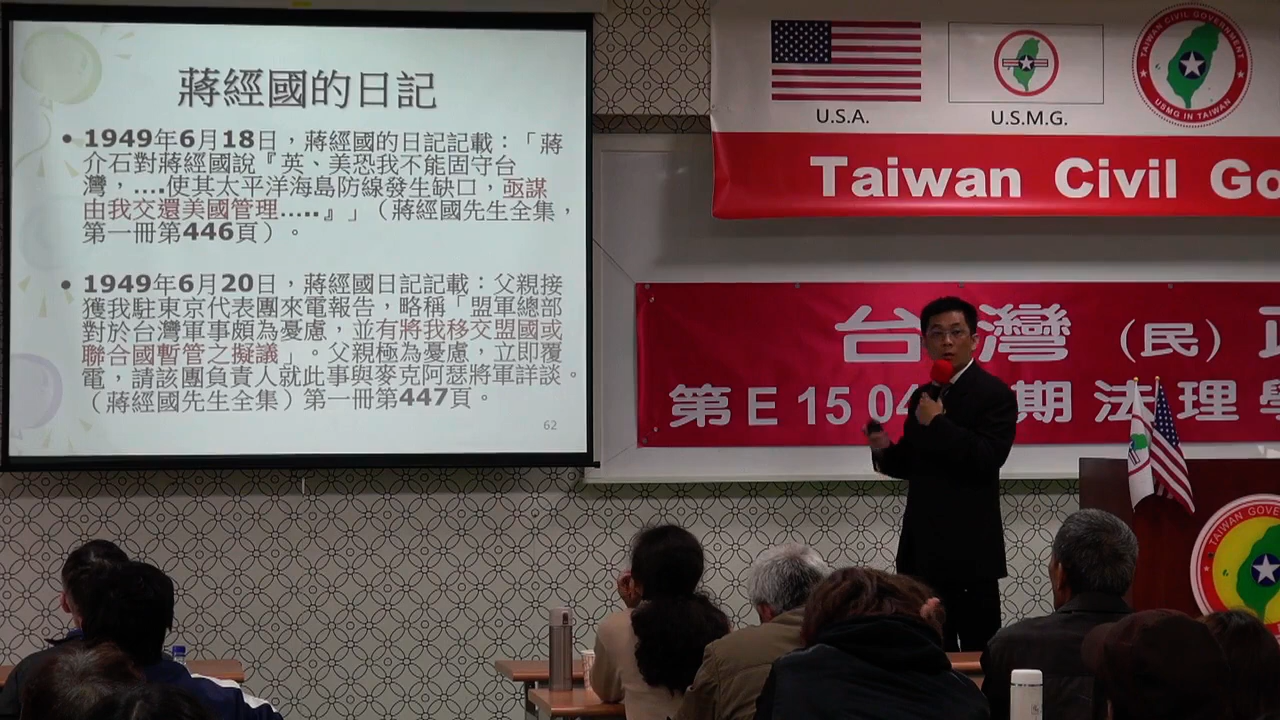 蔣經國的日記
• 1949年6月18日，蔣經國的日記記載：「蔣
介石對蔣經國說『英、美恐我不能固守台
灣，....使其太平洋海島防線發生缺口，亟謀
由我交還美國管理.....』」（蔣經國先生全集，
第一冊第446頁）。
• 1949年6月20日，蔣經國日記記載：父親接
獲我駐東京代表團來電報告，略稱「盟軍總部
對於台灣軍事頗為憂慮，並有將我移交盟國或
聯合國暫管之擬議」。父親極為憂慮，立即覆
電，請該團負責人就此事與麥克阿瑟將軍詳談。
（蔣經國先生全集）第一冊第447頁。
62
U.S.A.
U.S.M.G.
TAIWAN CIVIL GOVERNMENT
USMG IN TAIWAN
Taiwan Civil Go
台灣（民）
第E15 04 期法理學
TAIWAN GOVE